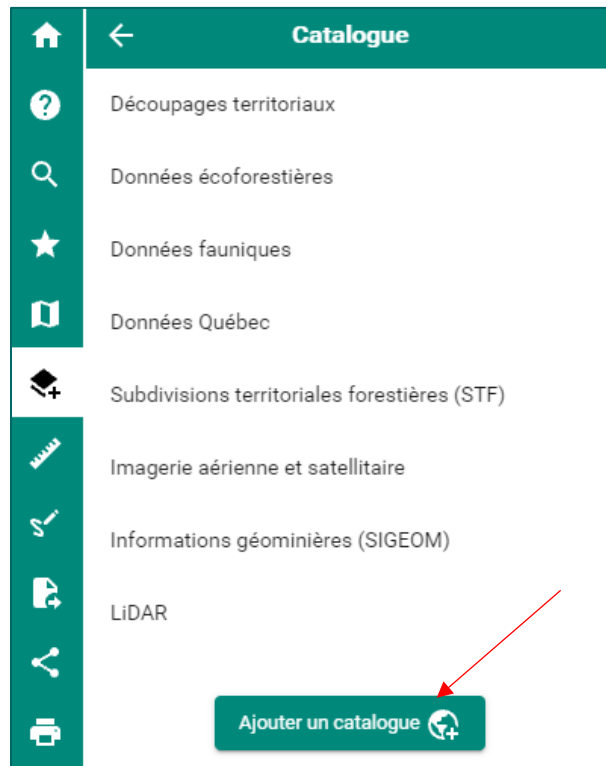 Catalogue
Découpages territoriaux
Données écoforestières
Données fauniques
Données Québec
Subdivisions territoriales forestières (STF)
Imagerie aérienne et satellitaire
Informations géominières (SIGEOM)
LiDAR
Ajouter un catalogue